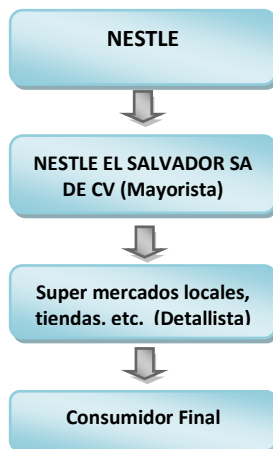 NESTLE
NESTLE EL SALVADOR SA
DE CV (Mayorista)
Super mercados locales,
tiendas. etc. (Detallista)
Consumidor Final